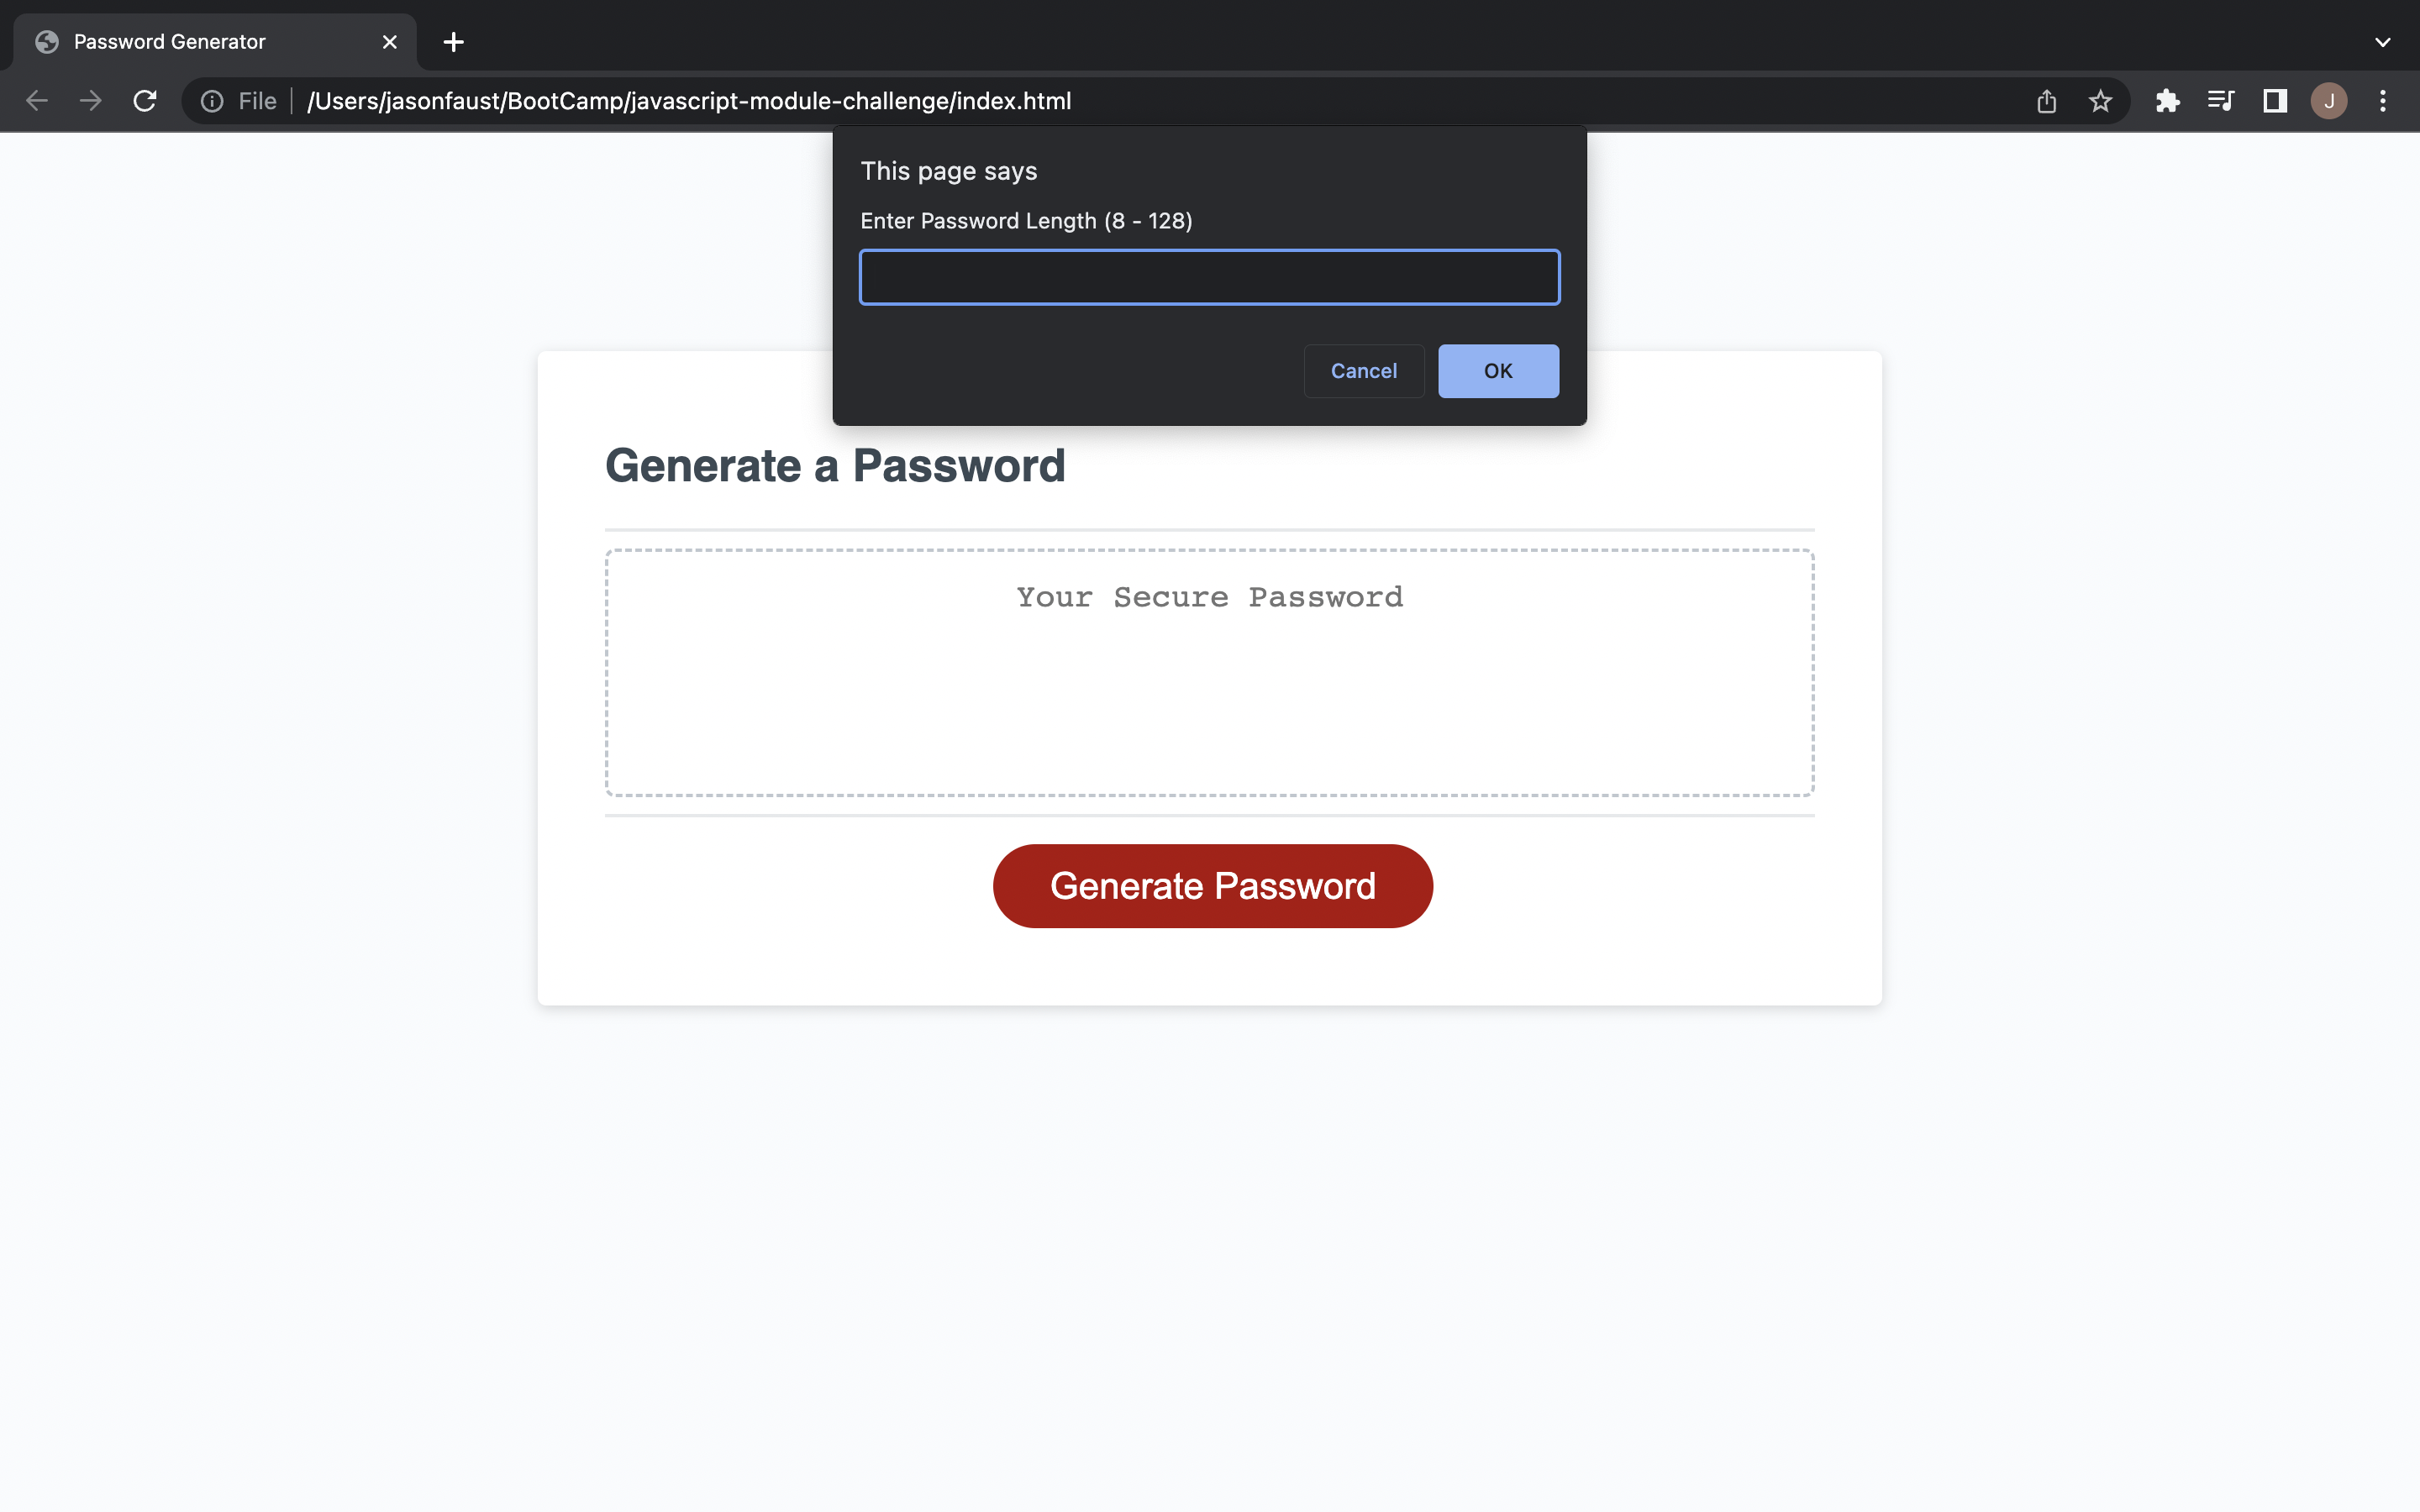 Password Generator
File
/Users/jasonfaust/BootCamp/javascript-module-challenge/index.html
J
This page says
Enter Password Length (8 - 128)
Cancel
OK
Generate a Password
Your Secure Password
Generate Password